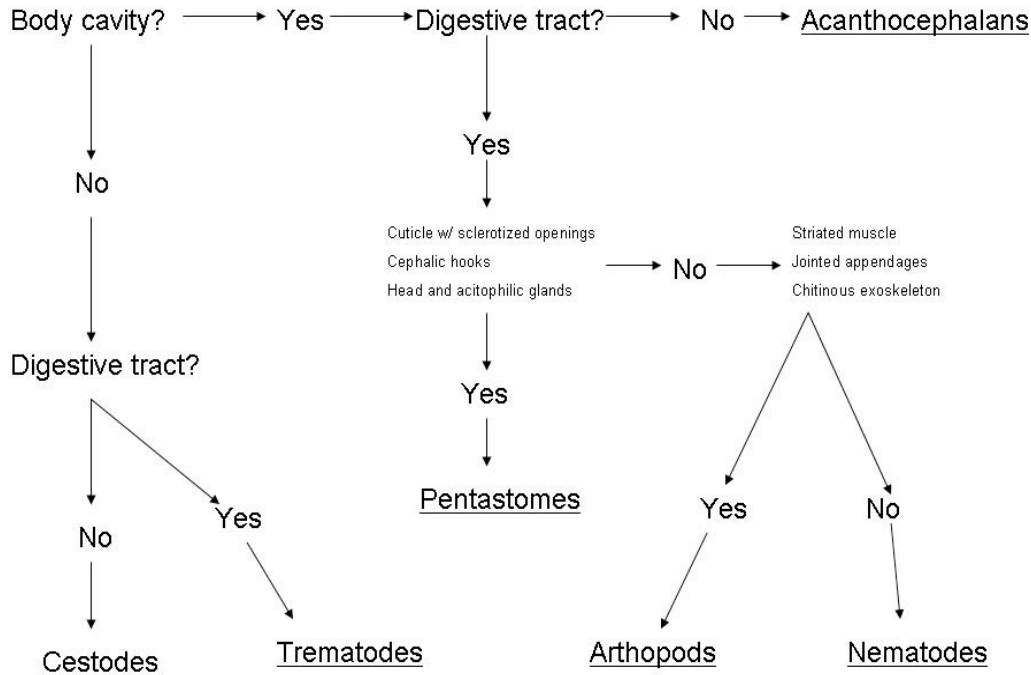 Body cavity? Yes Digestive tract? No Acanthocephalans
Yes
No
Cuticle w/ sclerotized openings
Cephalic hooks
Head and acitophilic glands
No
Striated muscle
Jointed appendages
Chitinous exoskeleton
Digestive tract?
Yes
Pentastomes
No
Yes
Yes
No
Cestodes
Trematodes
Arthopods
Nematodes